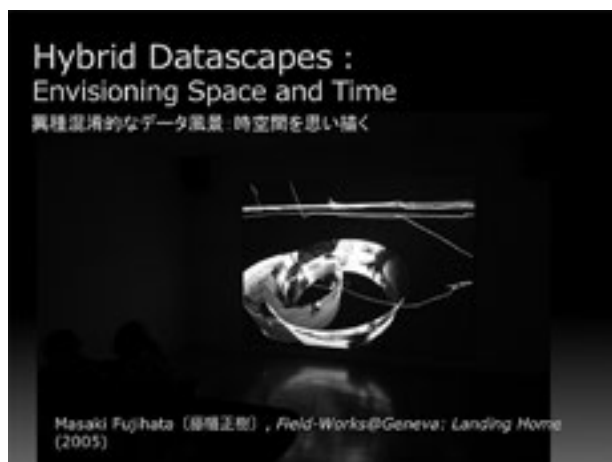 Hybrid Datascapes :
Envisioning Space and Time
異種混淆的なデータ風景:時空間を思い描く
Masaki Fujihata〔藤幡正樹〕, Field-Works@Geneva: Landing Home
(2005)